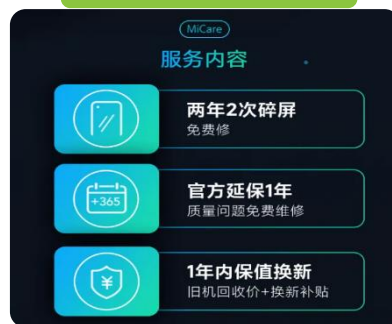 MiCare
服务内容
两年2次碎屏
免费修
+365
官方延保1年
质量问题免费维修
¥
1年内保值换新
旧机回收价+换新补贴